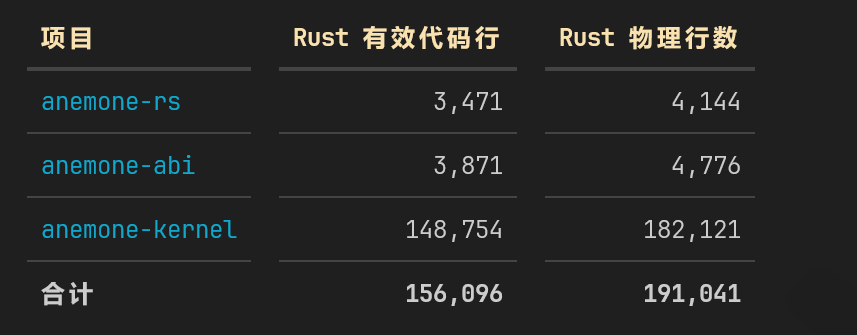 项目 Rust 有效代码行 Rust 物理行数
anemone-rs 3,471 4,144
anemone-abi 3,871 4,776
anemone-kernel 148,754 182,121
合计 156,096 191,041